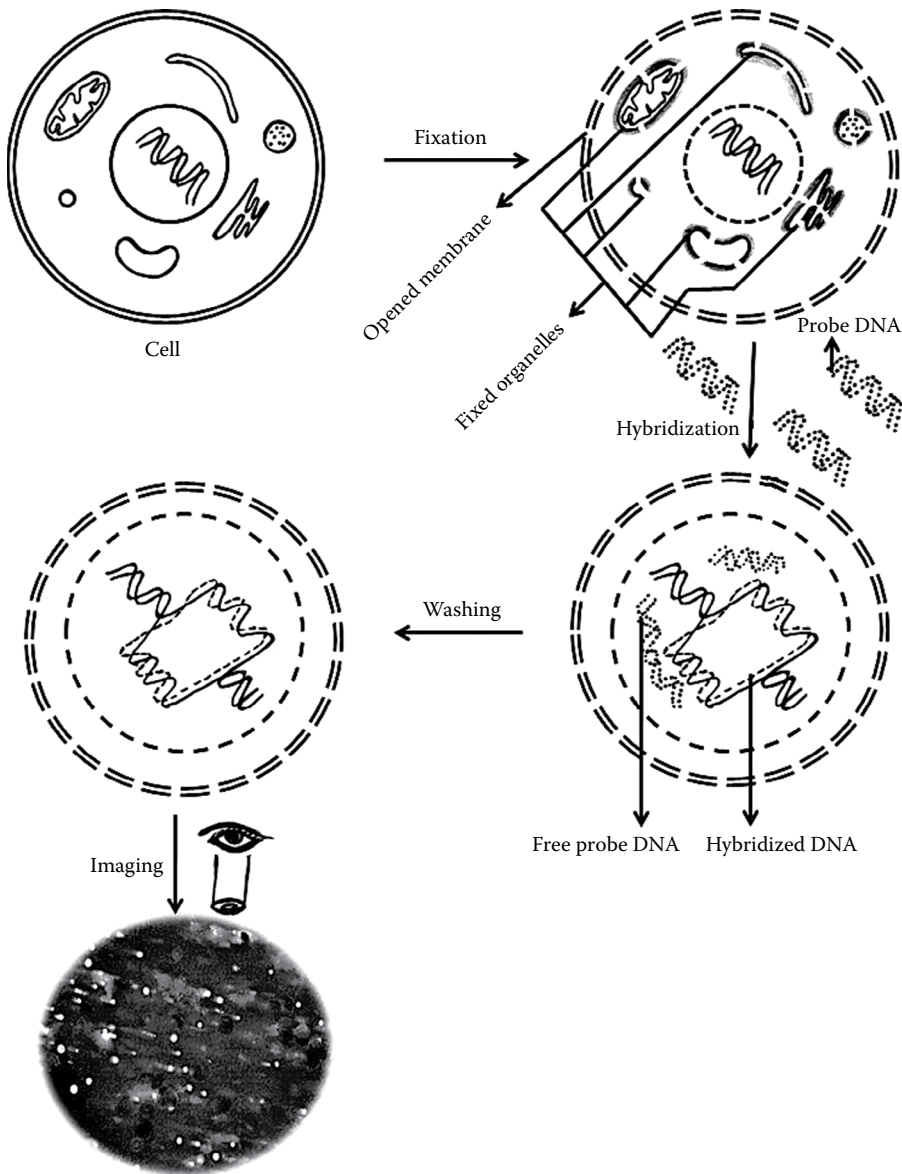 Fixation
Cell
Opened membrane
Fixed organelles
Probe DNA
Hybridization
Washing
Free probe DNA
Hybridized DNA
Imaging